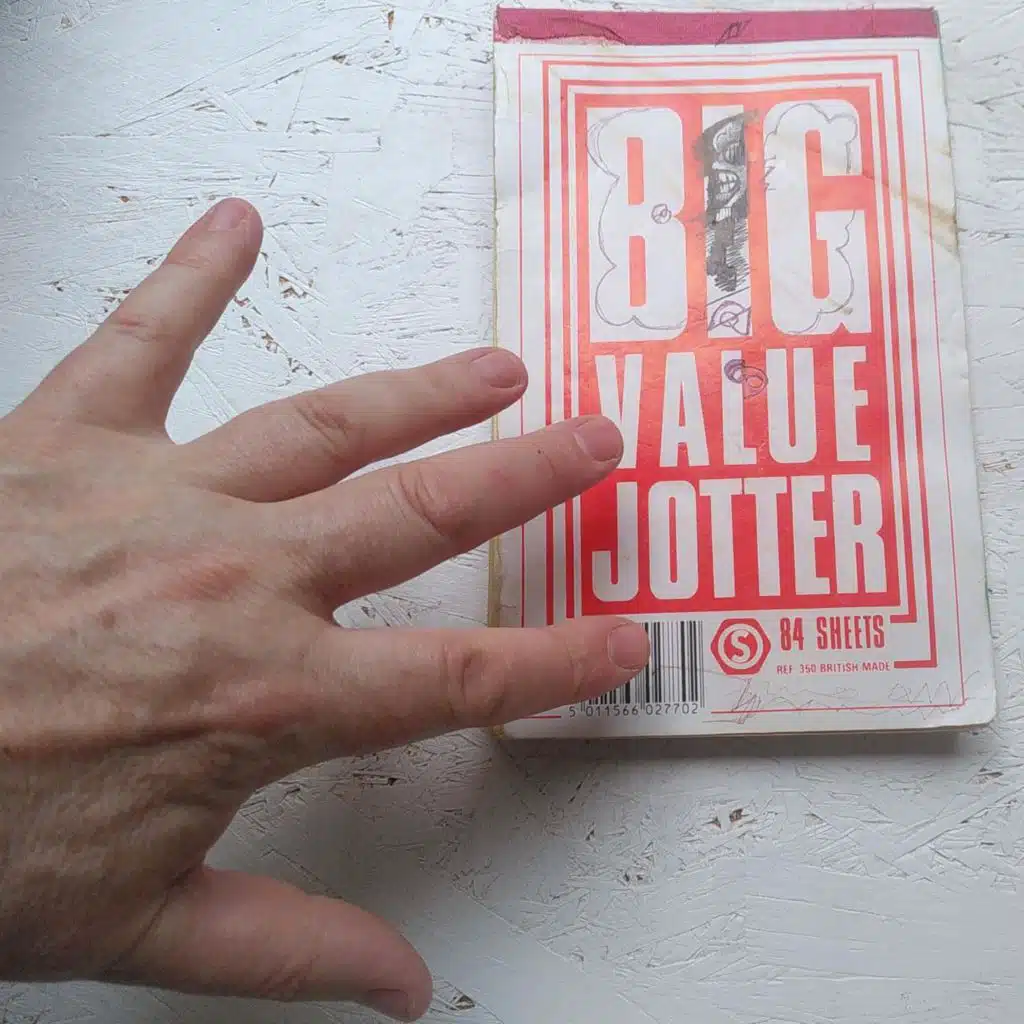 BIG
VALUE
JOTTER
S 84 SHEETS
REF 350 BRITISH MADE
5 011566 027702